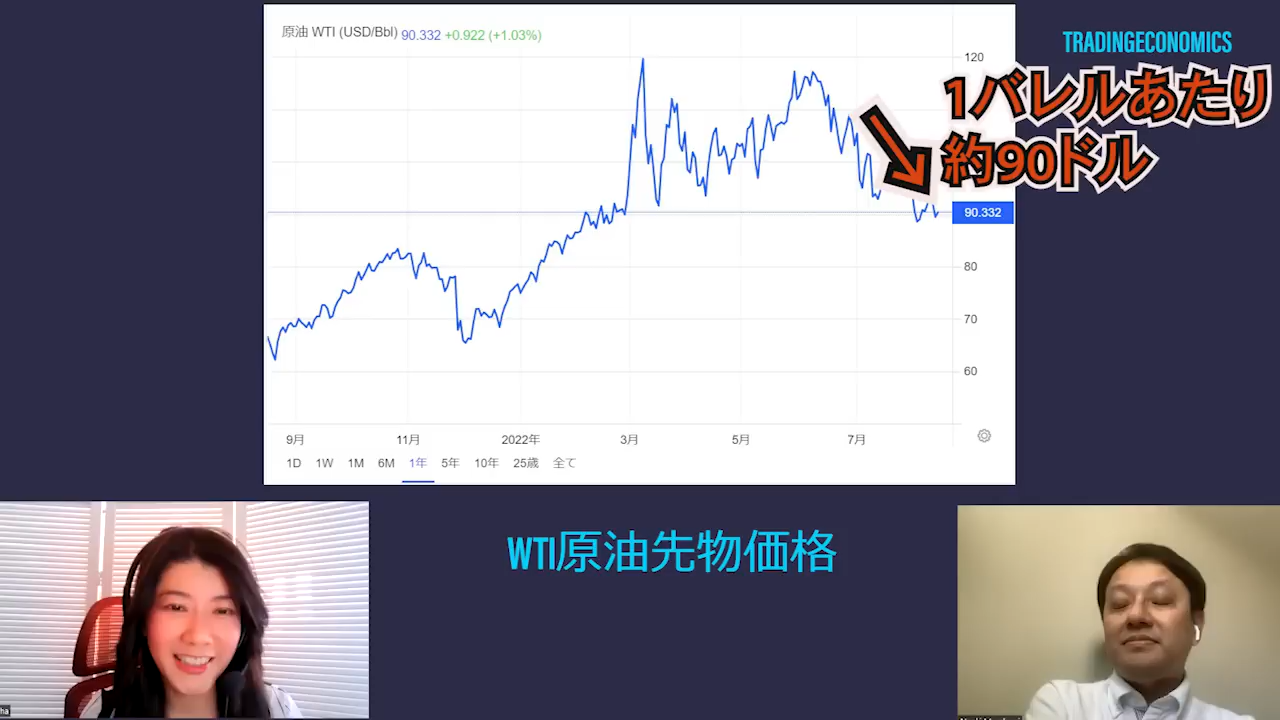 原油 WTI (USD/Bbl) 90.332 +0.922 (+1.03%)
TRADINGECONOMICS
120
1バレルあたり
約90ドル
90.332
80
70
60
9月 11月 2022年 3月 5月 7月
1D 1W 1M 6M 1年 5年 10年 25歳 全て
WTI原油先物価格